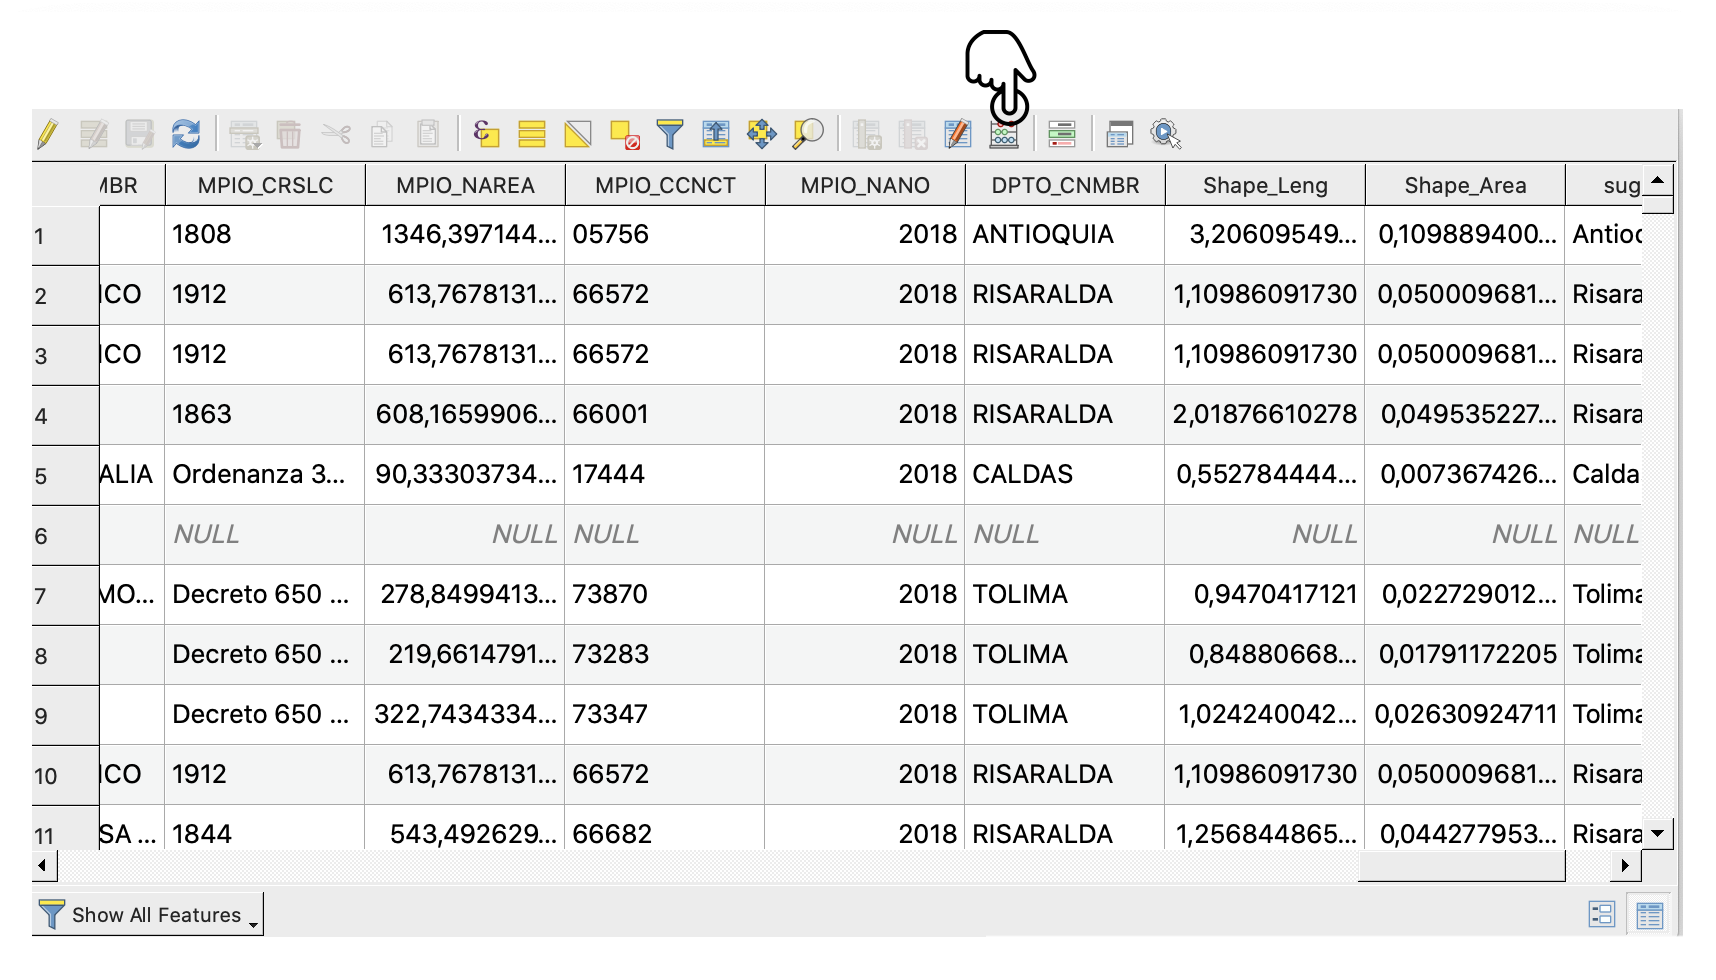 MBR MPIO_CRSLC MPIO_NAREA MPIO_CCNCT MPIO_NANO DPTO_CNMBR Shape_Leng Shape_Area sug
1 1808 1346,397144... 05756 2018 ANTIOQUIA 3,20609549... 0,109889400... Antioq
2 ICO 1912 613,7678131... 66572 2018 RISARALDA 1,10986091730 0,050009681... Risara
3 ICO 1912 613,7678131... 66572 2018 RISARALDA 1,10986091730 0,050009681... Risara
4 1863 608,1659906... 66001 2018 RISARALDA 2,01876610278 0,049535227... Risara
5 ALIA Ordenanza 3... 90,33303734... 17444 2018 CALDAS 0,552784444... 0,007367426... Calda
6 NULL NULL NULL NULL NULL NULL NULL NULL
7 MO... Decreto 650 ... 278,8499413... 73870 2018 TOLIMA 0,9470417121 0,022729012... Tolima
8 Decreto 650 ... 219,6614791... 73283 2018 TOLIMA 0,84880668... 0,01791172205 Tolima
9 Decreto 650 ... 322,7434334... 73347 2018 TOLIMA 1,024240042... 0,02630924711 Tolima
10 ICO 1912 613,7678131... 66572 2018 RISARALDA 1,10986091730 0,050009681... Risara
11 SA ... 1844 543,492629... 66682 2018 RISARALDA 1,256844865... 0,044277953... Risara
Show All Features